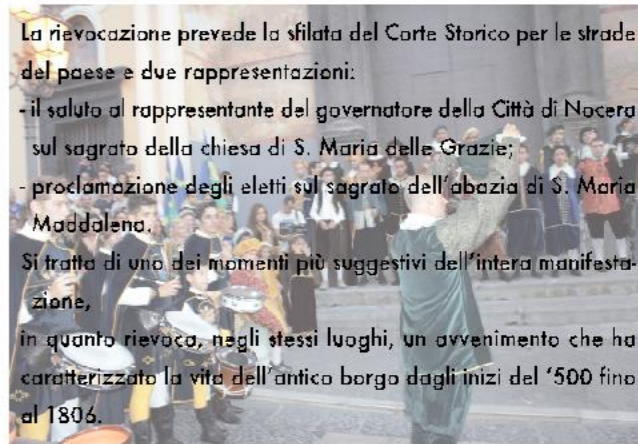 La rievocazione prevede la sfilata del Corte Storico per le strade
del paese e due rappresentazioni:
- il saluto al rappresentante del governatore della Città di Nocera
sul sagrato della chiesa di S. Maria delle Grazie;
- proclamazione degli eletti sul sagrato dell'abazia di S. Maria
Maddalena.
Si tratta di uno dei momenti più suggestivi dell'intera manifesta-
zione,
in quanto rievoca, negli stessi luoghi, un avvenimento che ha
caratterizzato la vita dell'antico borgo dagli inizi del '500 fino
al 1806.